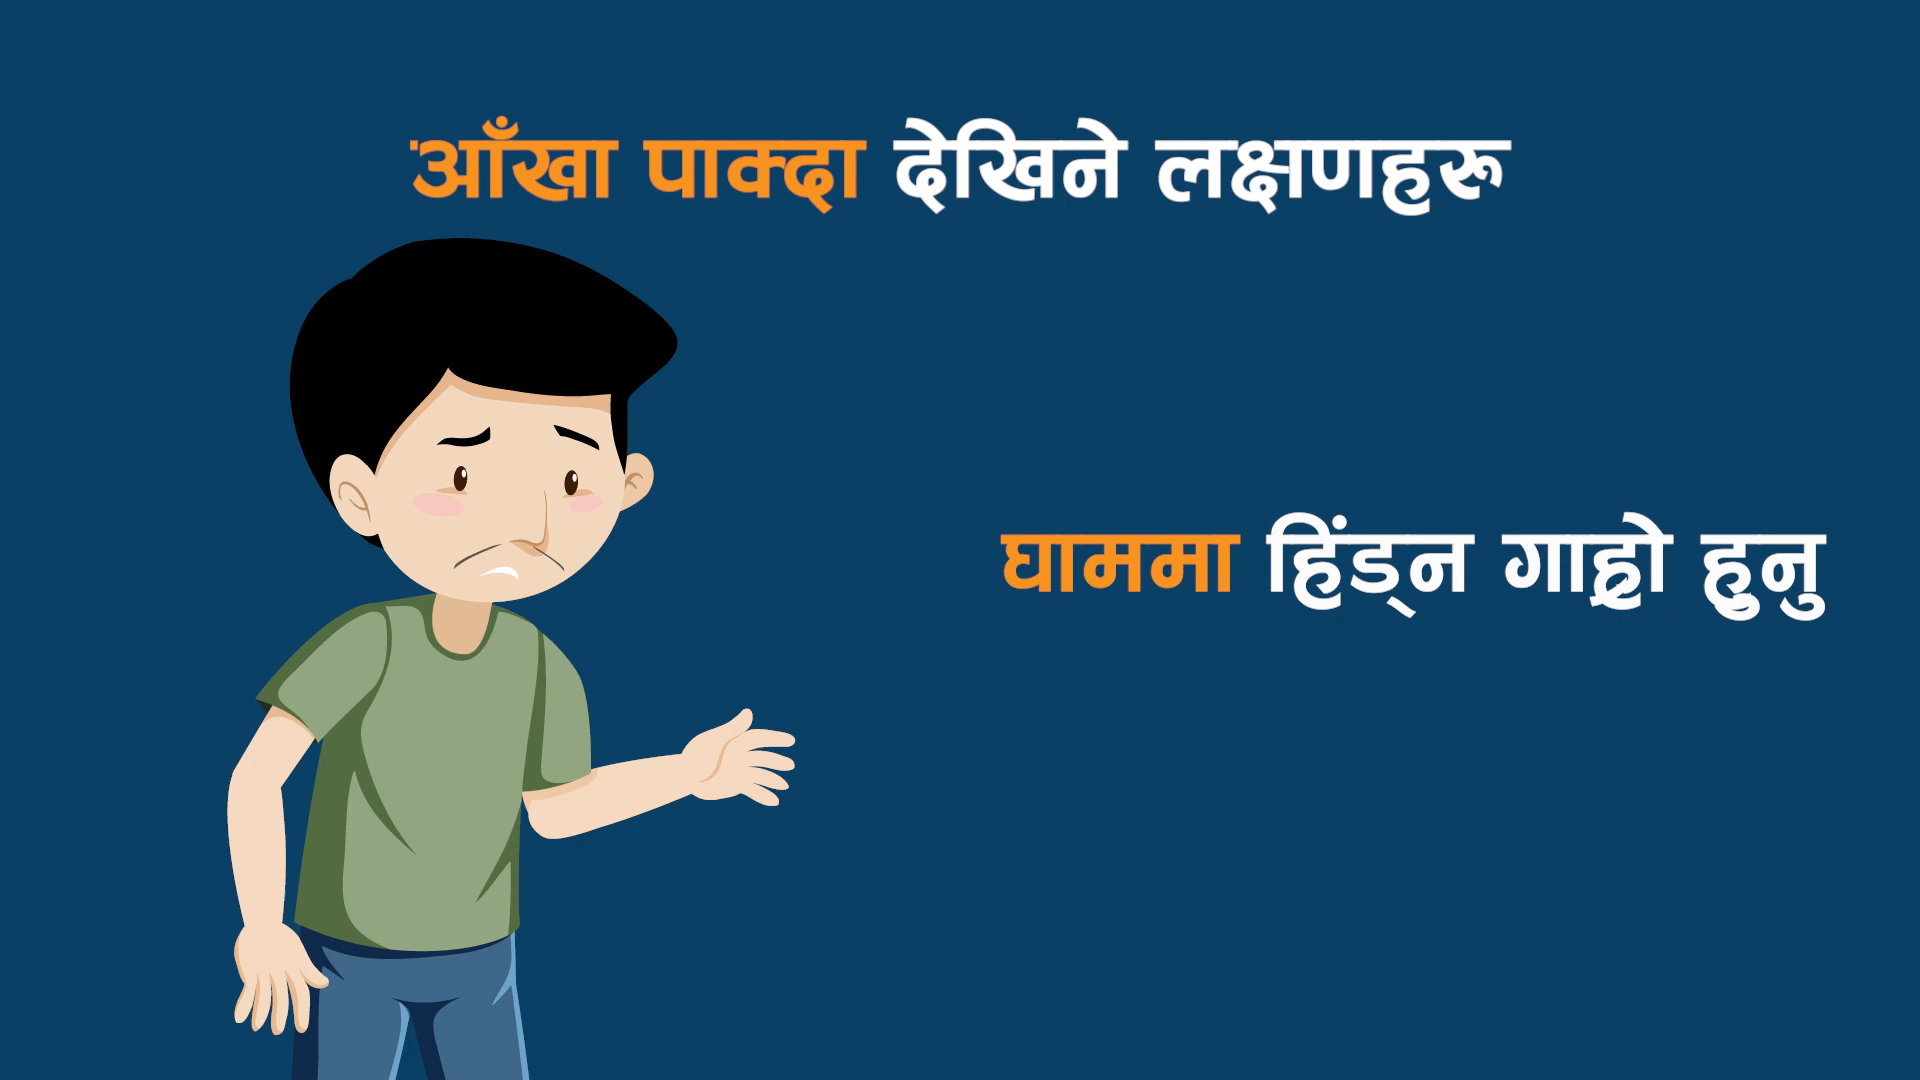 आँखा पाक्दा देखिने लक्षणहरू
घाममा हिंड्न गाह्रो हुनु